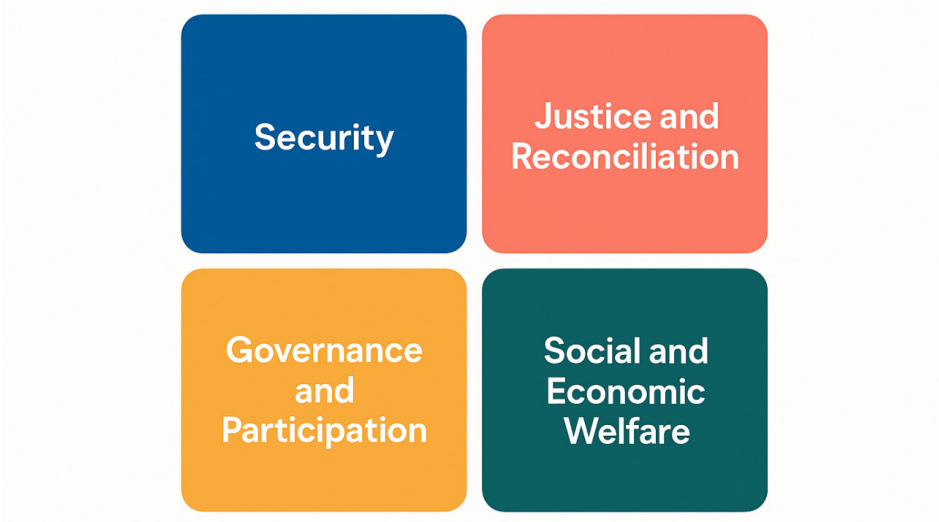 Security
Justice and
Reconciliation
Governance
and
Participation
Social and
Economic
Welfare